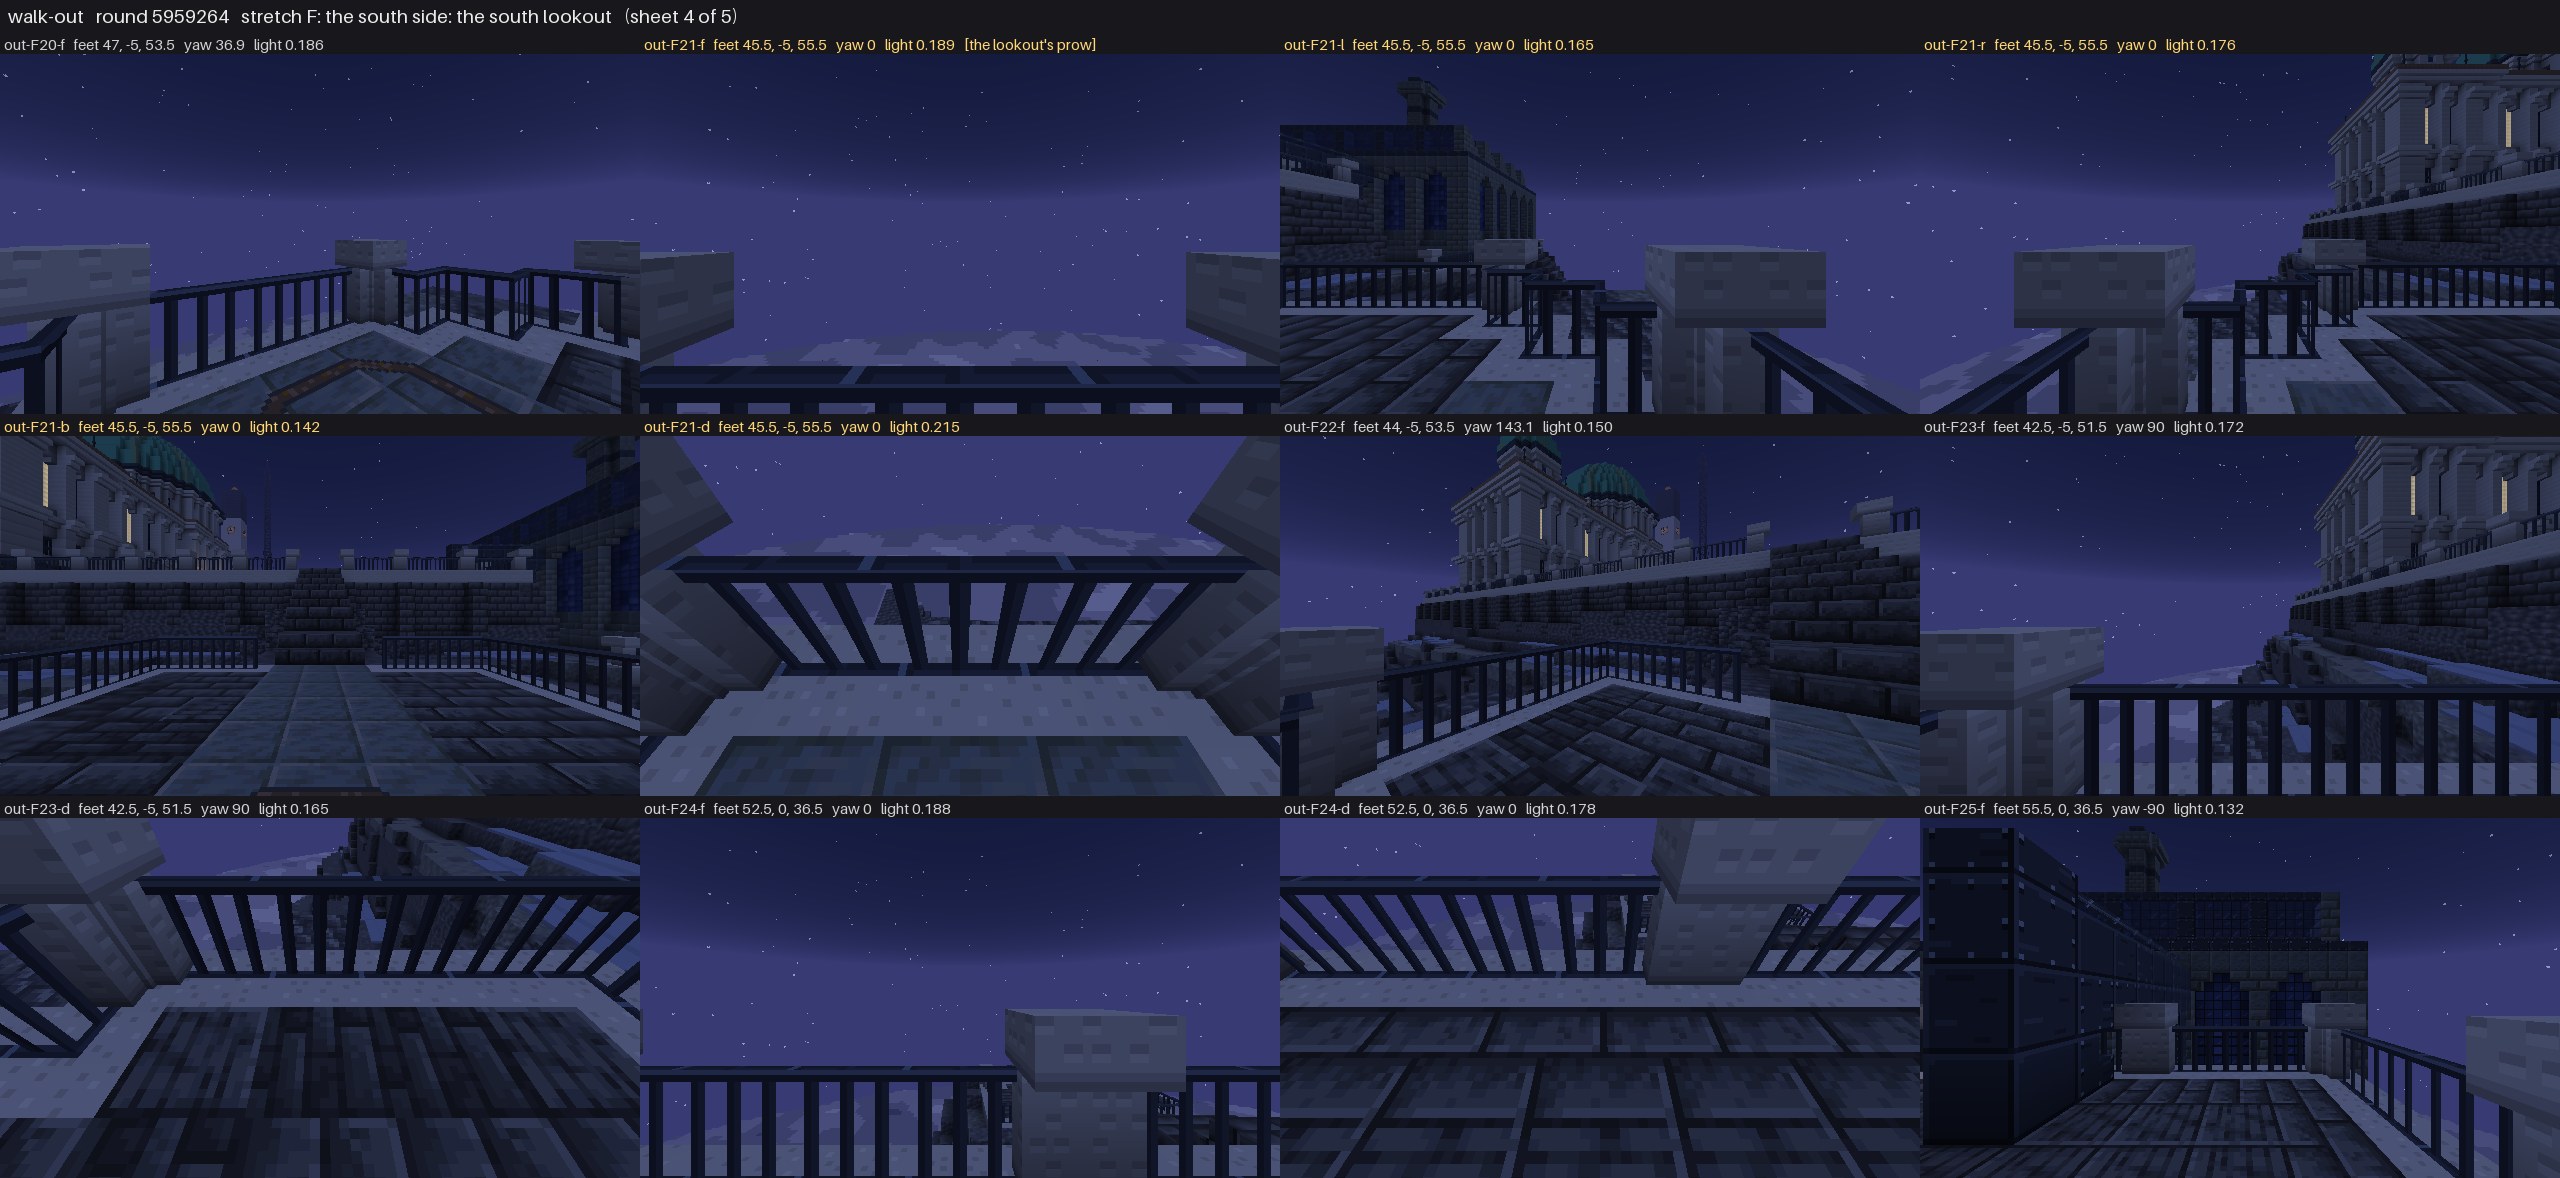 walk-out round 5959264 stretch F: the south side: the south lookout (sheet 4 of 5)
out-F20-f feet 47, -5, 53.5 yaw 36.9 light 0.186
out-F21-f feet 45.5, -5, 55.5 yaw 0 light 0.189 [the lookout's prow]
out-F21-l feet 45.5, -5, 55.5 yaw 0 light 0.165
out-F21-r feet 45.5, -5, 55.5 yaw 0 light 0.176
out-F21-b feet 45.5, -5, 55.5 yaw 0 light 0.142
out-F21-d feet 45.5, -5, 55.5 yaw 0 light 0.215
out-F22-f feet 44, -5, 53.5 yaw 143.1 light 0.150
out-F23-f feet 42.5, -5, 51.5 yaw 90 light 0.172
out-F23-d feet 42.5, -5, 51.5 yaw 90 light 0.165
out-F24-f feet 52.5, 0, 36.5 yaw 0 light 0.188
out-F24-d feet 52.5, 0, 36.5 yaw 0 light 0.178
out-F25-f feet 55.5, 0, 36.5 yaw -90 light 0.132